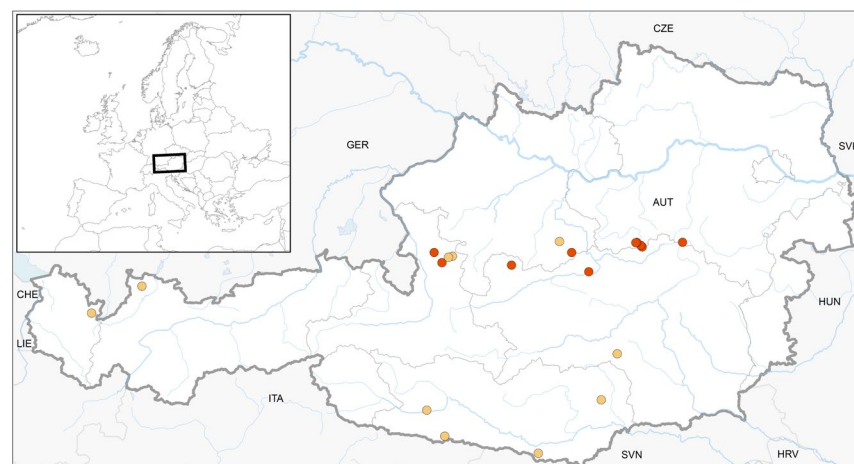 CZE
GER
SVK
AUT
CHE
HUN
LIE
ITA
SVN
HRV